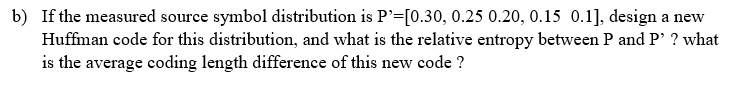 b) If the measured source symbol distribution is P’=[0.30, 0.25 0.20, 0.15 0.1], design a new
Huffman code for this distribution, and what is the relative entropy between P and P’ ? what
is the average coding length difference of this new code ?